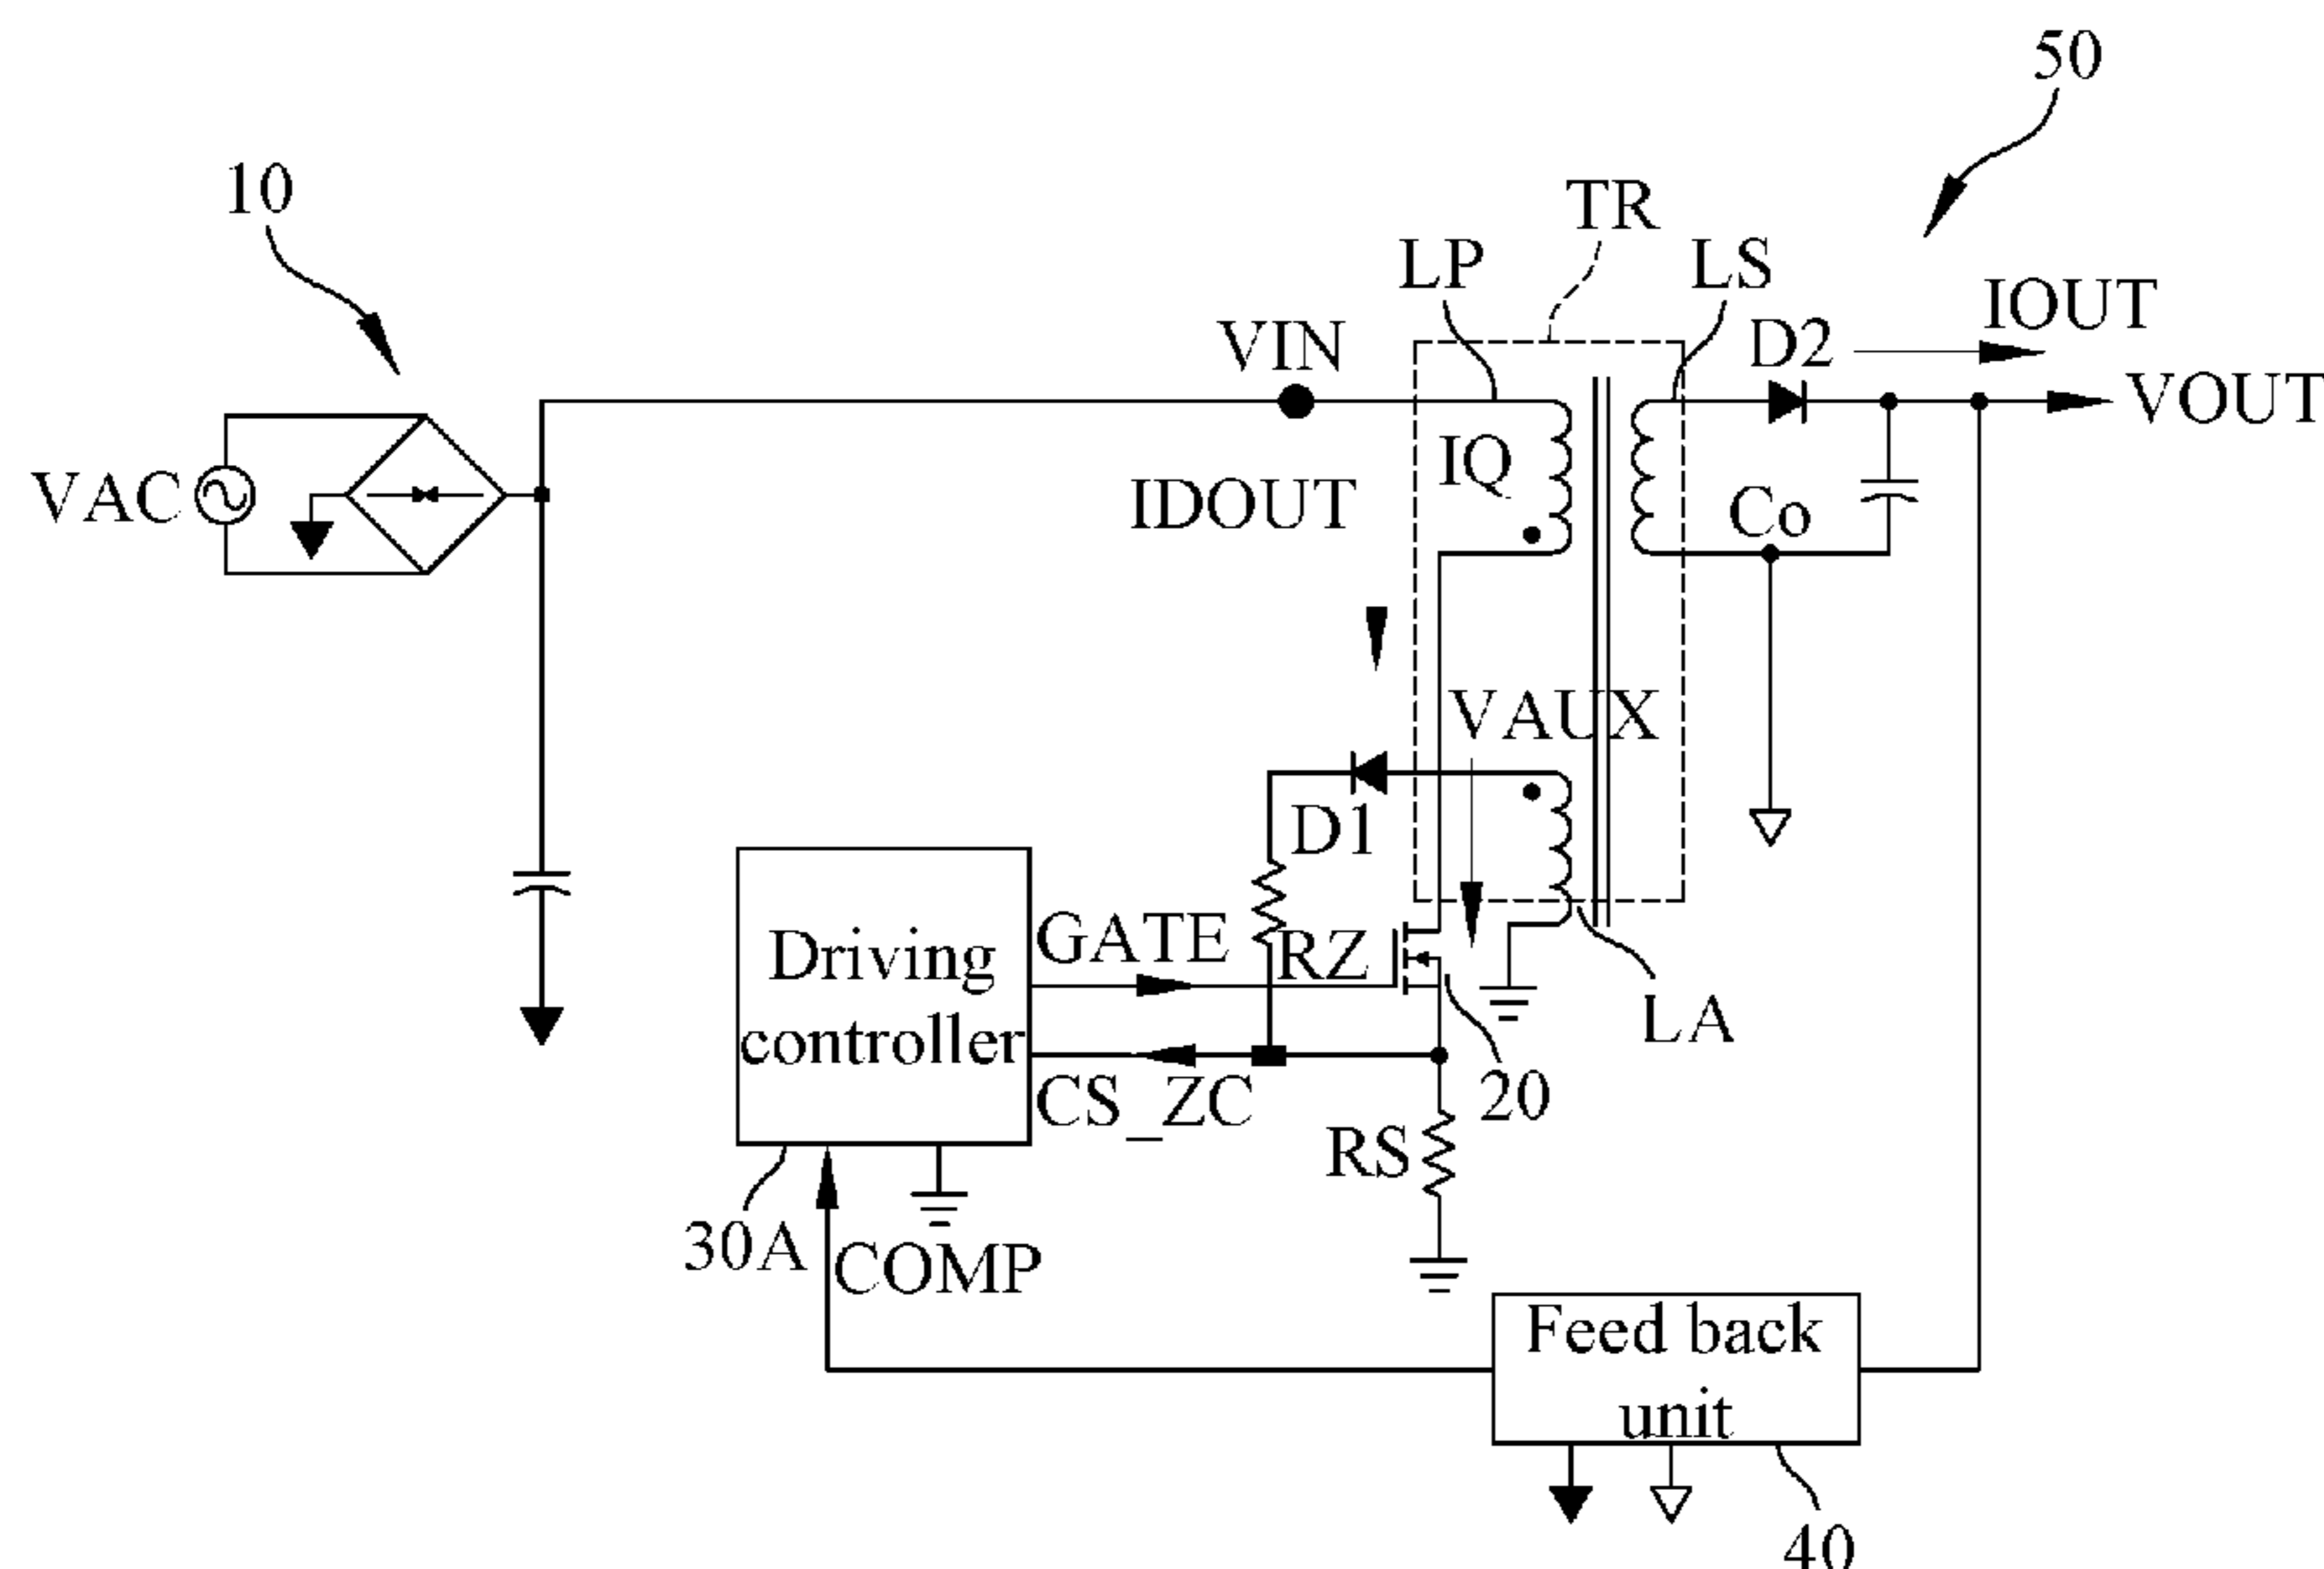 50
10
TR
LP
LS
IOUT
VIN
D2
VOUT
IQ
VAC
IDOUT
Co
VAUX
D1
GATE
RZ
Driving
controller
LA
CS_ZC
20
RS
30A
COMP
Feed back
unit
40